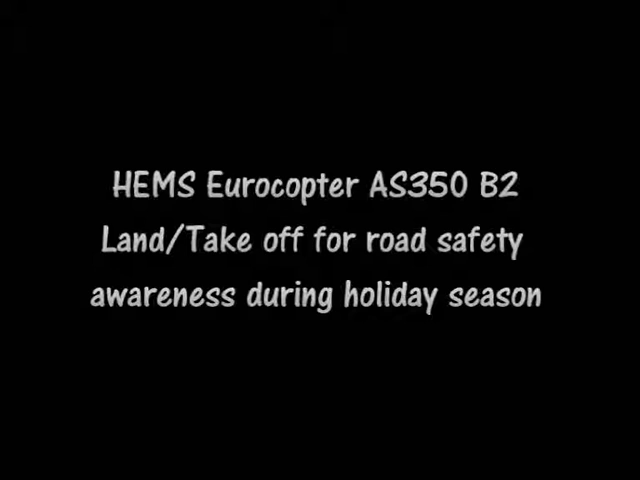 HEMS Eurocopter AS350 B2
Land/Take off for road safety
awareness during holiday season